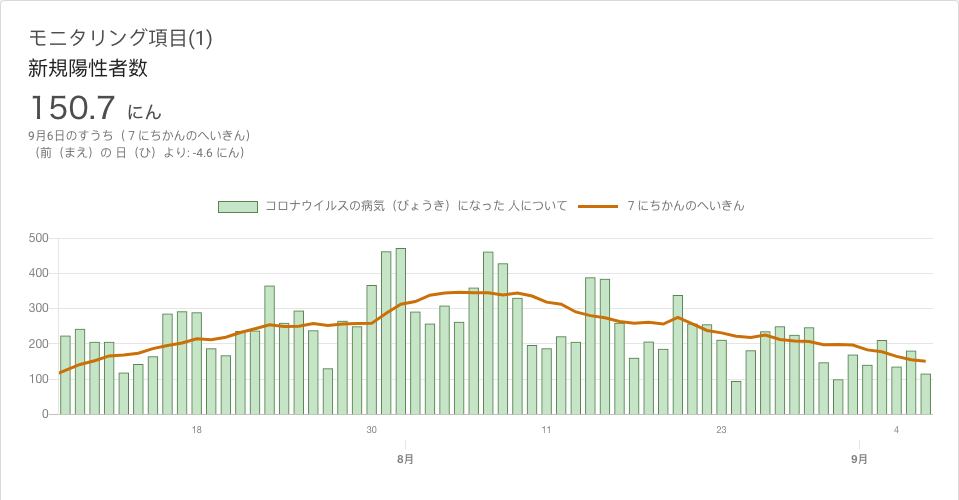 モニタリング項目(1)
新規陽性者数
150.7 にん
9月6日のすうち（７にちかんのへいきん）
（前（まえ）の 日（ひ）より: -4.6 にん）
コロナウイルスの病気（びょうき）になった 人について ７にちかんのへいきん
500
400
300
200
100
0
18 30 11 23 4
8月 9月